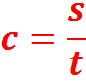 c = s/t